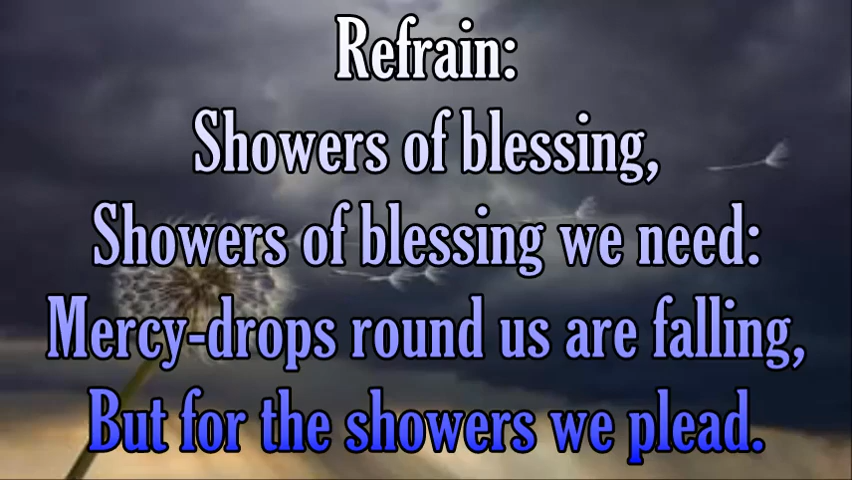 Refrain:
Showers of blessing,
Showers of blessing we need:
Mercy-drops round us are falling,
But for the showers we plead.